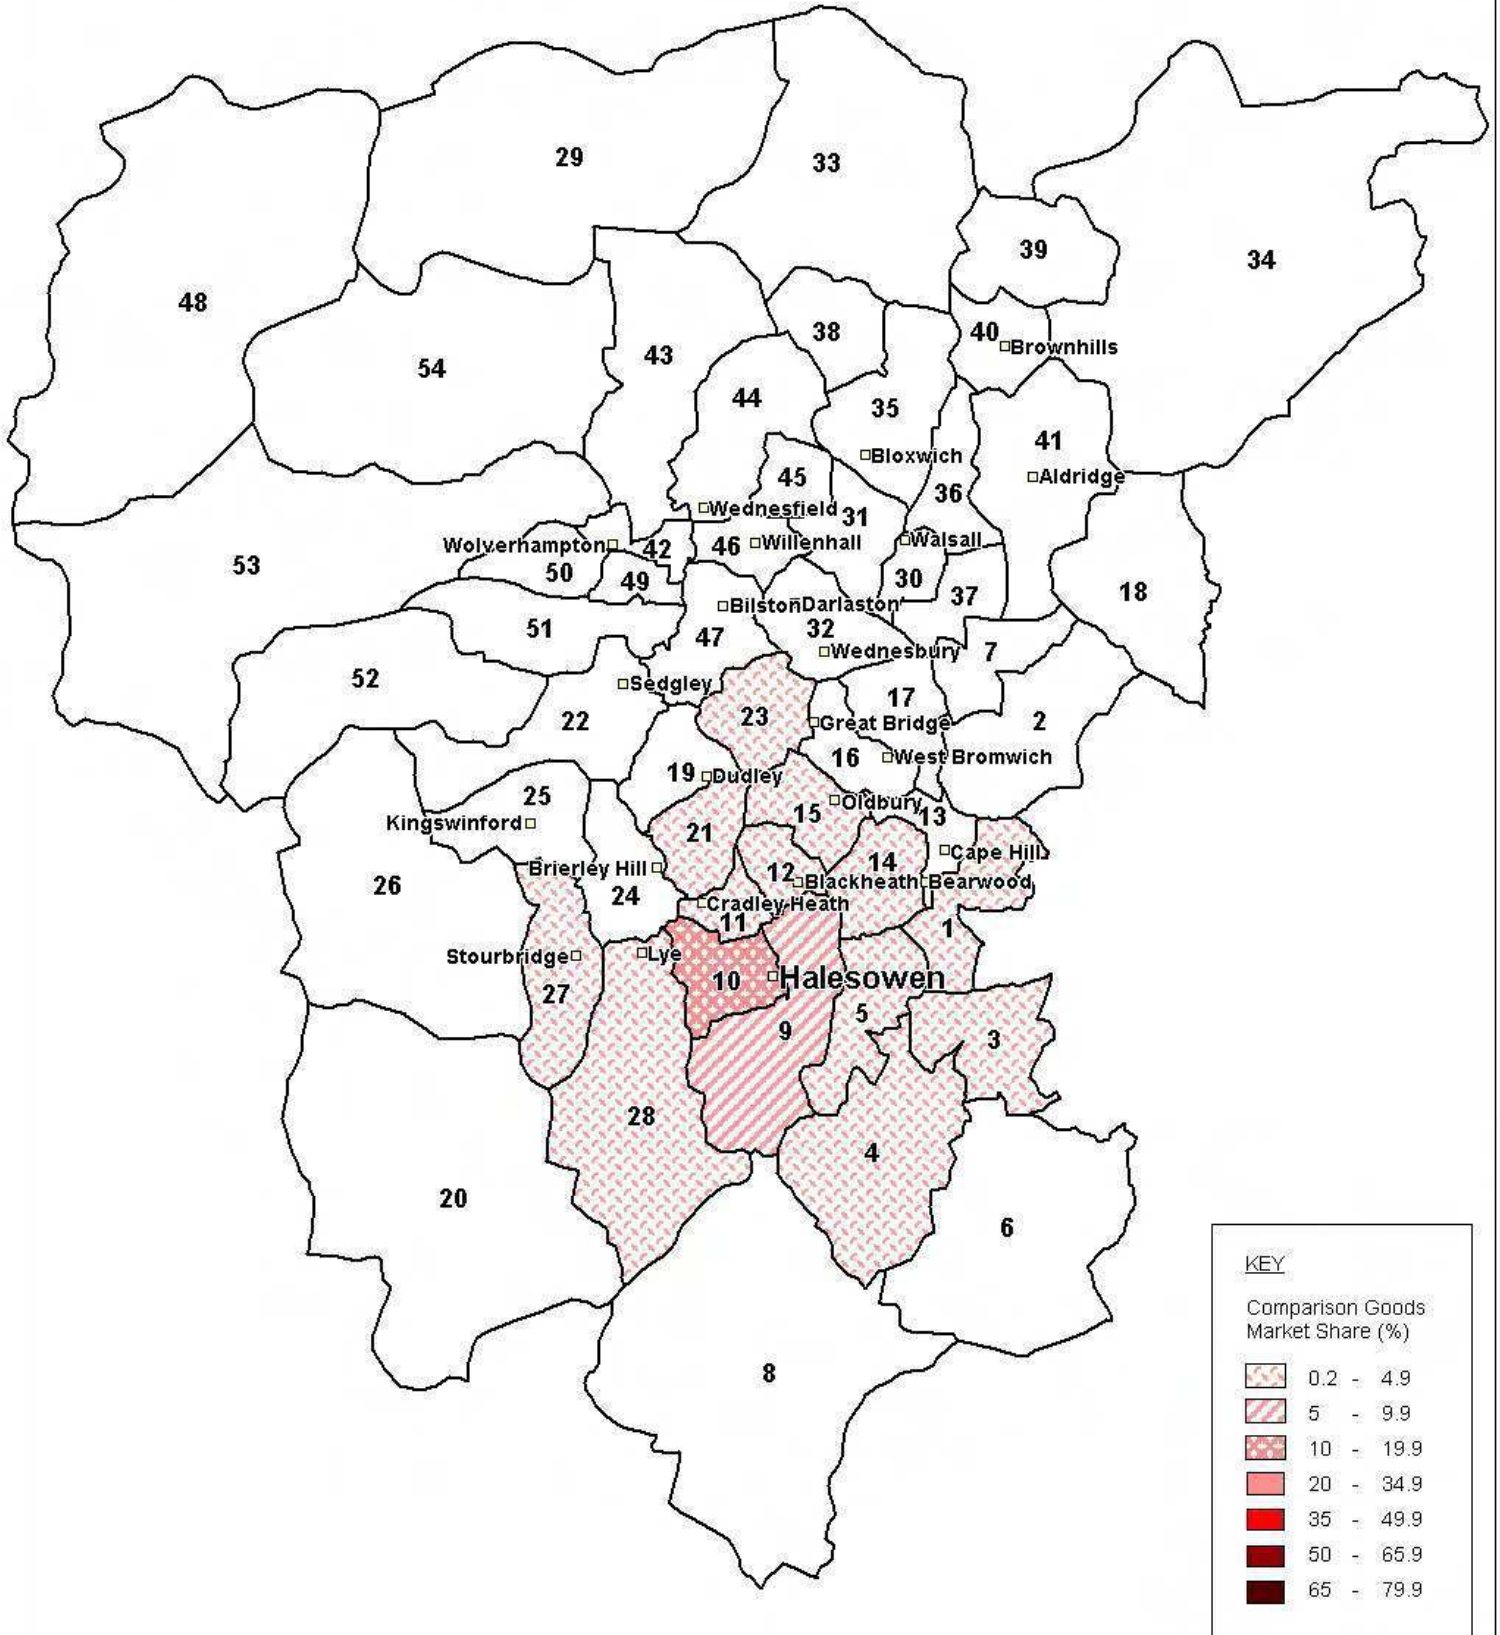 29
33
39
34
48
38
40
Brownhills
43
54
44
35
41
Bloxwich
Aldridge
45
36
Wednesfield
31
Wolverhampton
42
46
Willenhall
Walsall
53
50
49
30
37
18
Bilston
Darlaston
51
47
32
Wednesbury
7
52
Sedgley
22
23
17
2
Great Bridge
16
West Bromwich
19
Dudley
25
15
Oldbury
13
Kingswinford
21
Cape Hill
Brierley Hill
12
14
Blackheath
Bearwood
26
24
Cradley Heath
11
1
Stourbridge
Lye
10
Halesowen
27
5
9
3
28
4
20
6
8
KEY
Comparison Goods
Market Share (%)
0.2 - 4.9
5 - 9.9
10 - 19.9
20 - 34.9
35 - 49.9
50 - 65.9
65 - 79.9